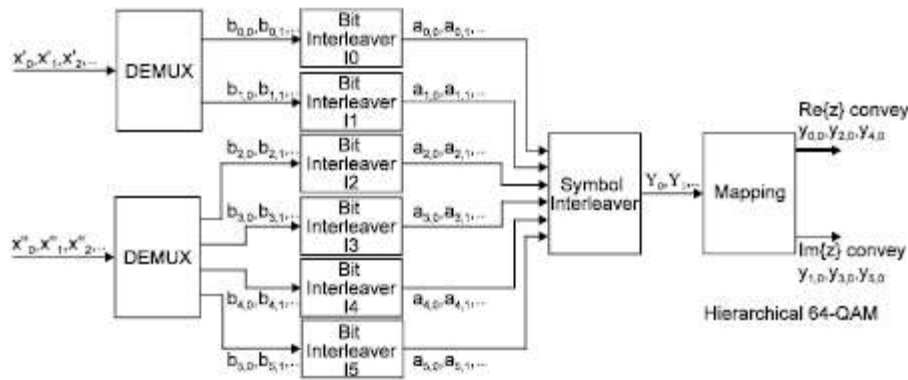 x'0,x'1,x'2,...
DEMUX
b0,0,b0,1,...
Bit
Interleaver
I0
a0,0,a0,1,...
b1,0,b1,1,...
Bit
Interleaver
I1
a1,0,a1,1,...
x"0,x"1,x"2,...
DEMUX
b2,0,b2,1,...
Bit
Interleaver
I2
a2,0,a2,1,...
b3,0,b3,1,...
Bit
Interleaver
I3
a3,0,a3,1,...
b4,0,b4,1,...
Bit
Interleaver
I4
a4,0,a4,1,...
b5,0,b5,1,...
Bit
Interleaver
I5
a5,0,a5,1,...
Symbol
Interleaver
Y0,Y1,...
Mapping
Re{z} convey
y0,0,y2,0,y4,0
Im{z} convey
y1,0,y3,0,y5,0
Hierarchical 64-QAM